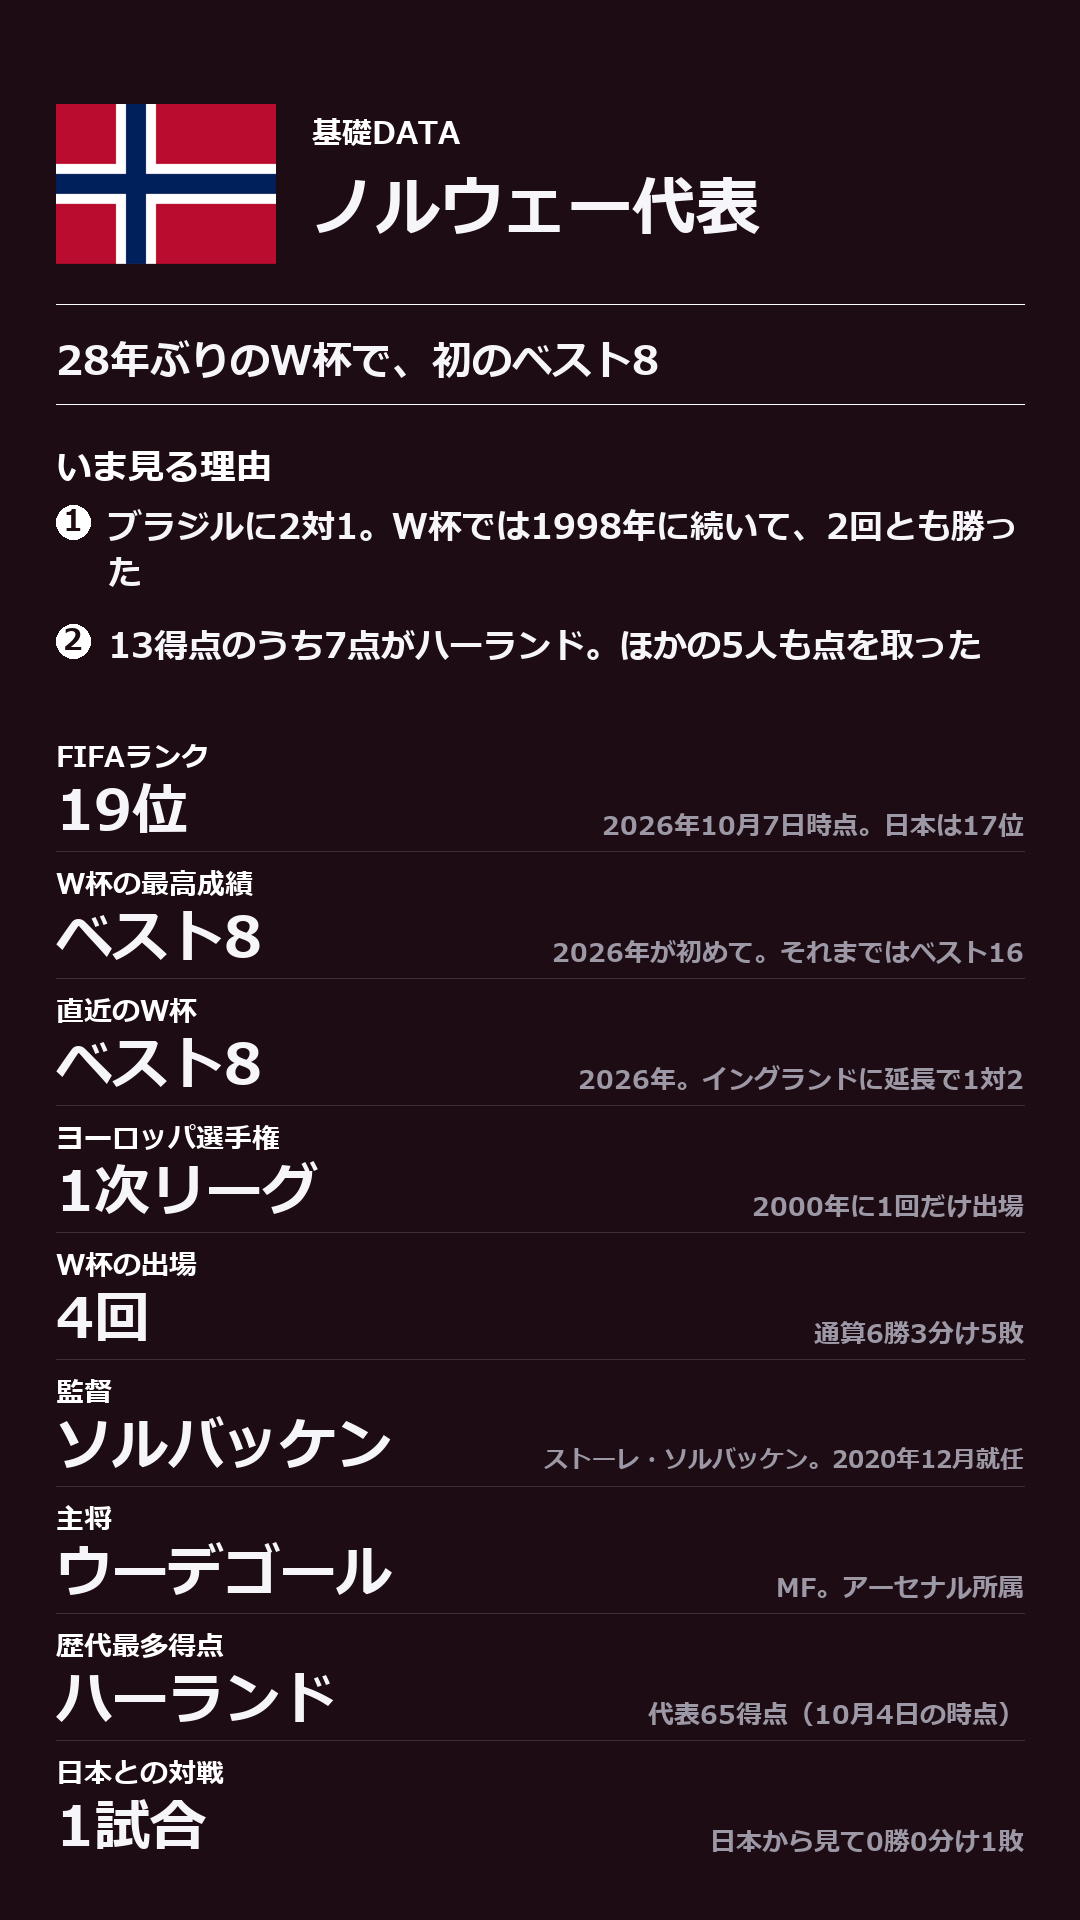 基礎DATA
ノルウェー代表
28年ぶりのW杯で、初のベスト8
いま見る理由
1 ブラジルに2対1。W杯では1998年に続いて、2回とも勝っ
た
2 13得点のうち7点がハーランド。ほかの5人も点を取った
FIFAランク
19位 2026年10月7日時点。日本は17位
W杯の最高成績
ベスト8 2026年が初めて。それまではベスト16
直近のW杯
ベスト8 2026年。イングランドに延長で1対2
ヨーロッパ選手権
1次リーグ 2000年に1回だけ出場
W杯の出場
4回 通算6勝3分け5敗
監督
ソルバッケン ストーレ・ソルバッケン。2020年12月就任
主将
ウーデゴール MF。アーセナル所属
歴代最多得点
ハーランド 代表65得点（10月4日の時点）
日本との対戦
1試合 日本から見て0勝0分け1敗